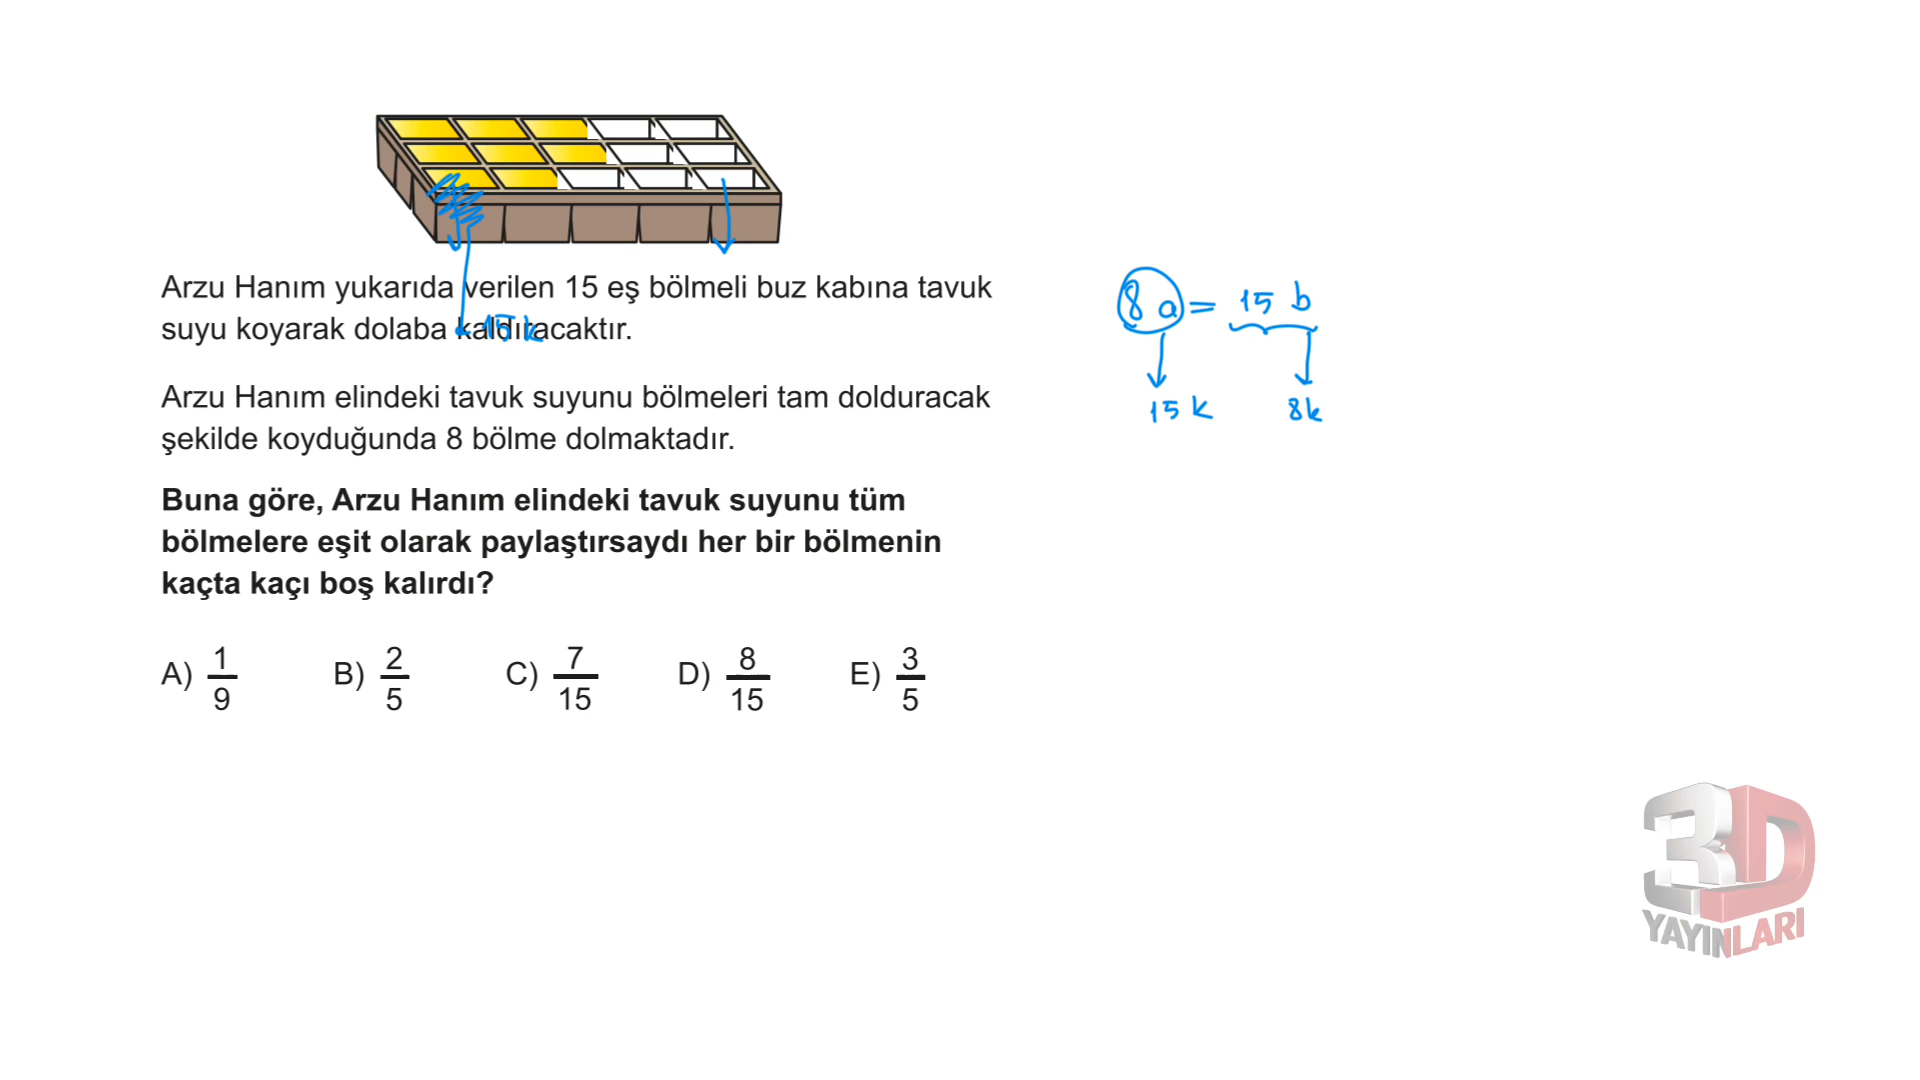 Arzu Hanım yukarıda verilen 15 eş bölmeli buz kabına tavuk
suyu koyarak dolaba kaldıracaktır.
15 k
Arzu Hanım elindeki tavuk suyunu bölmeleri tam dolduracak
şekilde koyduğunda 8 bölme dolmaktadır.
Buna göre, Arzu Hanım elindeki tavuk suyunu tüm
bölmelere eşit olarak paylaştırsaydı her bir bölmenin
kaçta kaçı boş kalırdı?
A) 1/9 B) 2/5 C) 7/15 D) 8/15 E) 3/5
8 a = 15 b
15 k 8k
3D
YAYINLARI